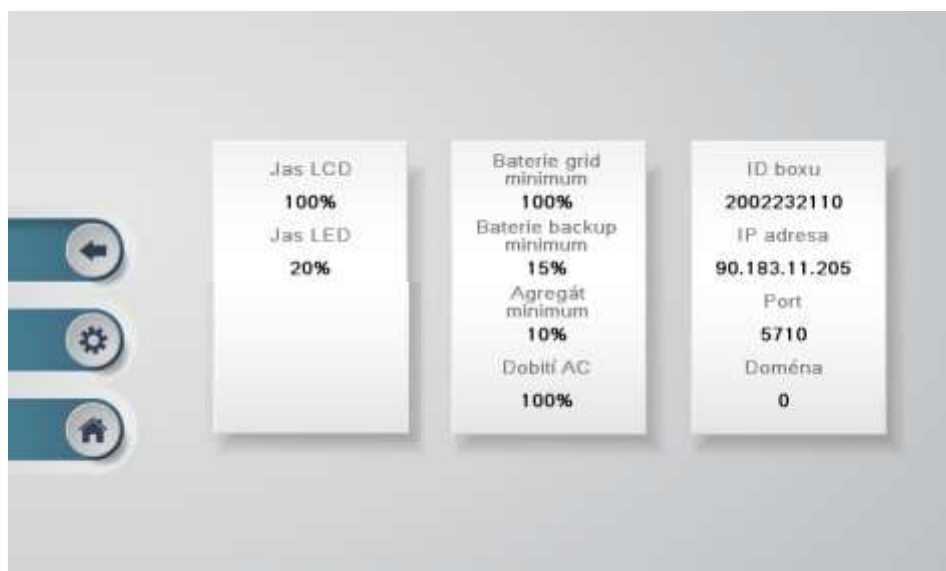 Jas LCD
100%
Jas LED
20%
Baterie grid
minimum
100%
Baterie backup
minimum
15%
Agregát
minimum
10%
Dobití AC
100%
ID boxu
2002232110
IP adresa
90.183.11.205
Port
5710
Doména
0